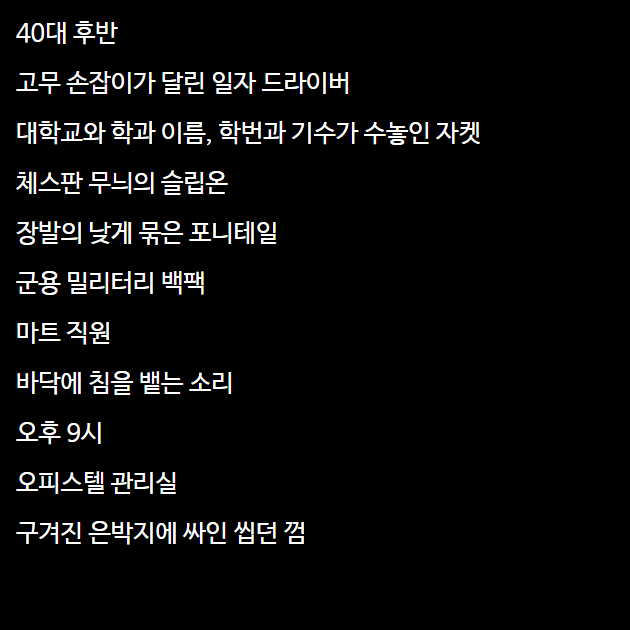 40대 후반
고무 손잡이가 달린 일자 드라이버
대학교와 학과 이름, 학번과 기수가 수놓인 자켓
체스판 무늬의 슬립온
장발의 낮게 묶은 포니테일
군용 밀리터리 백팩
마트 직원
바닥에 침을 뱉는 소리
오후 9시
오피스텔 관리실
구겨진 은박지에 싸인 씹던 껌